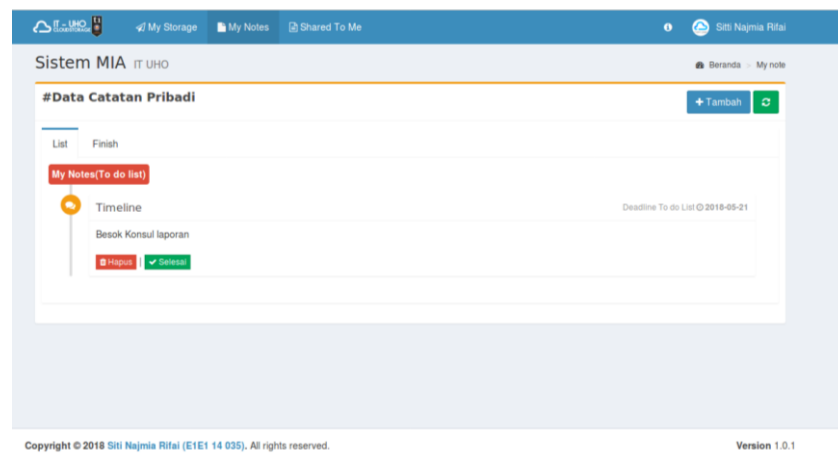 IT - UHO
My Storage
My Notes
Shared To Me
Sitti Najmia Rifai
Sistem MIA IT UHO
Beranda > My note
#Data Catatan Pribadi
+ Tambah
List
Finish
My Notes(To do list)
Timeline
Deadline To do List 2018-05-21
Besok Konsul laporan
Hapus | Selesai
Copyright © 2018 Siti Najmia Rifai (E1E1 14 035). All rights reserved.
Version 1.0.1